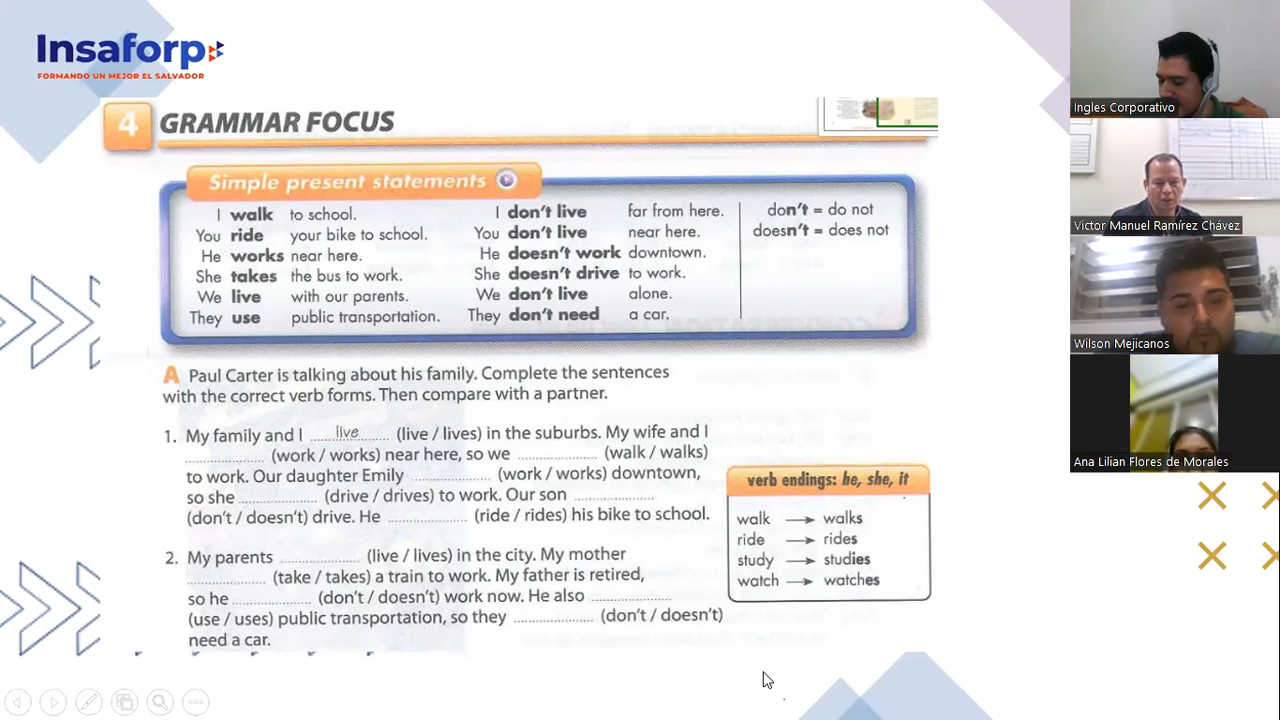 Insaforp
FORMANDO UN MEJOR EL SALVADOR
4 GRAMMAR FOCUS
Simple present statements
I walk to school. I don't live far from here. don't = do not
You ride your bike to school. You don't live near here. doesn't = does not
He works near here. He doesn't work downtown.
She takes the bus to work. She doesn't drive to work.
We live with our parents. We don't live alone.
They use public transportation. They don't need a car.
A Paul Carter is talking about his family. Complete the sentences
with the correct verb forms. Then compare with a partner.
1. My family and I ....live.... (live / lives) in the suburbs. My wife and I
.................. (work / works) near here, so we .................. (walk / walks)
to work. Our daughter Emily .................. (work / works) downtown,
so she .................. (drive / drives) to work. Our son ..................
(don't / doesn't) drive. He .................. (ride / rides) his bike to school.
2. My parents .................. (live / lives) in the city. My mother
.................. (take / takes) a train to work. My father is retired,
so he .................. (don't / doesn't) work now. He also ..................
(use / uses) public transportation, so they .................. (don't / doesn't)
need a car.
verb endings: he, she, it
walk → walks
ride → rides
study → studies
watch → watches
Ingles Corporativo
Víctor Manuel Ramírez Chávez
Wilson Mejicanos
Ana Lilian Flores de Morales